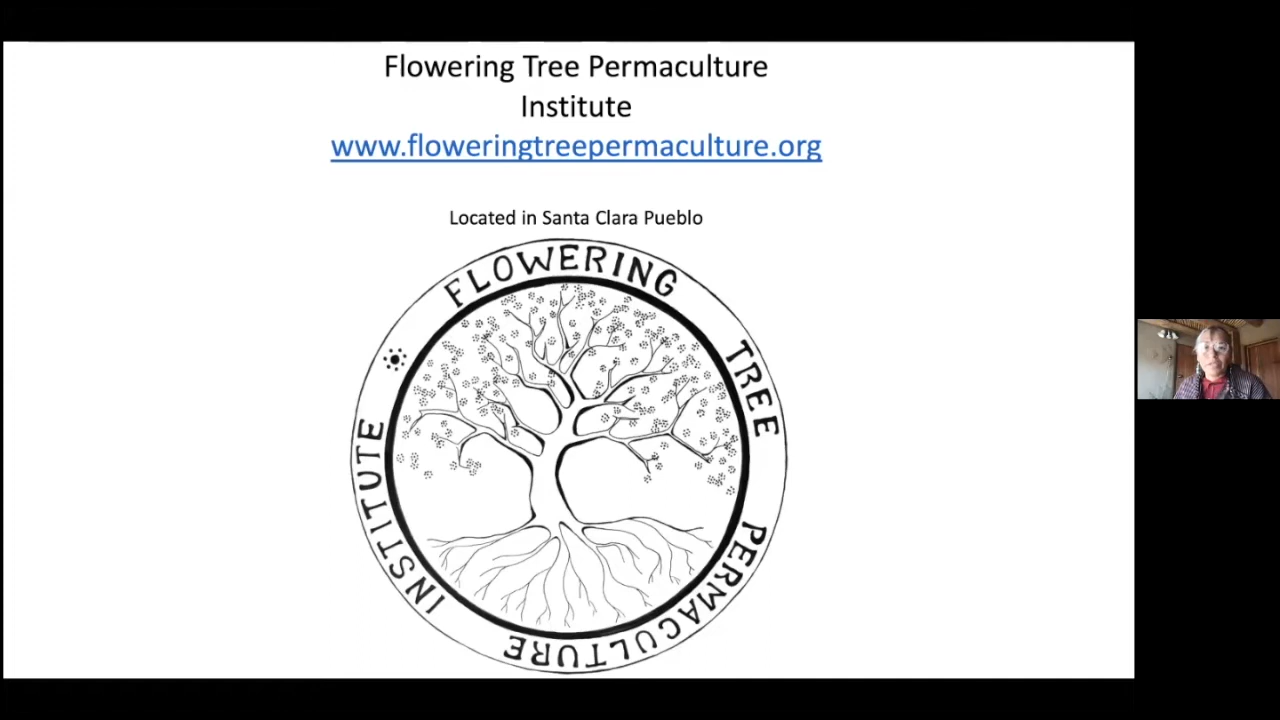 Flowering Tree Permaculture
Institute
www.floweringtreepermaculture.org
Located in Santa Clara Pueblo
FLOWERING TREE PERMACULTURE INSTITUTE